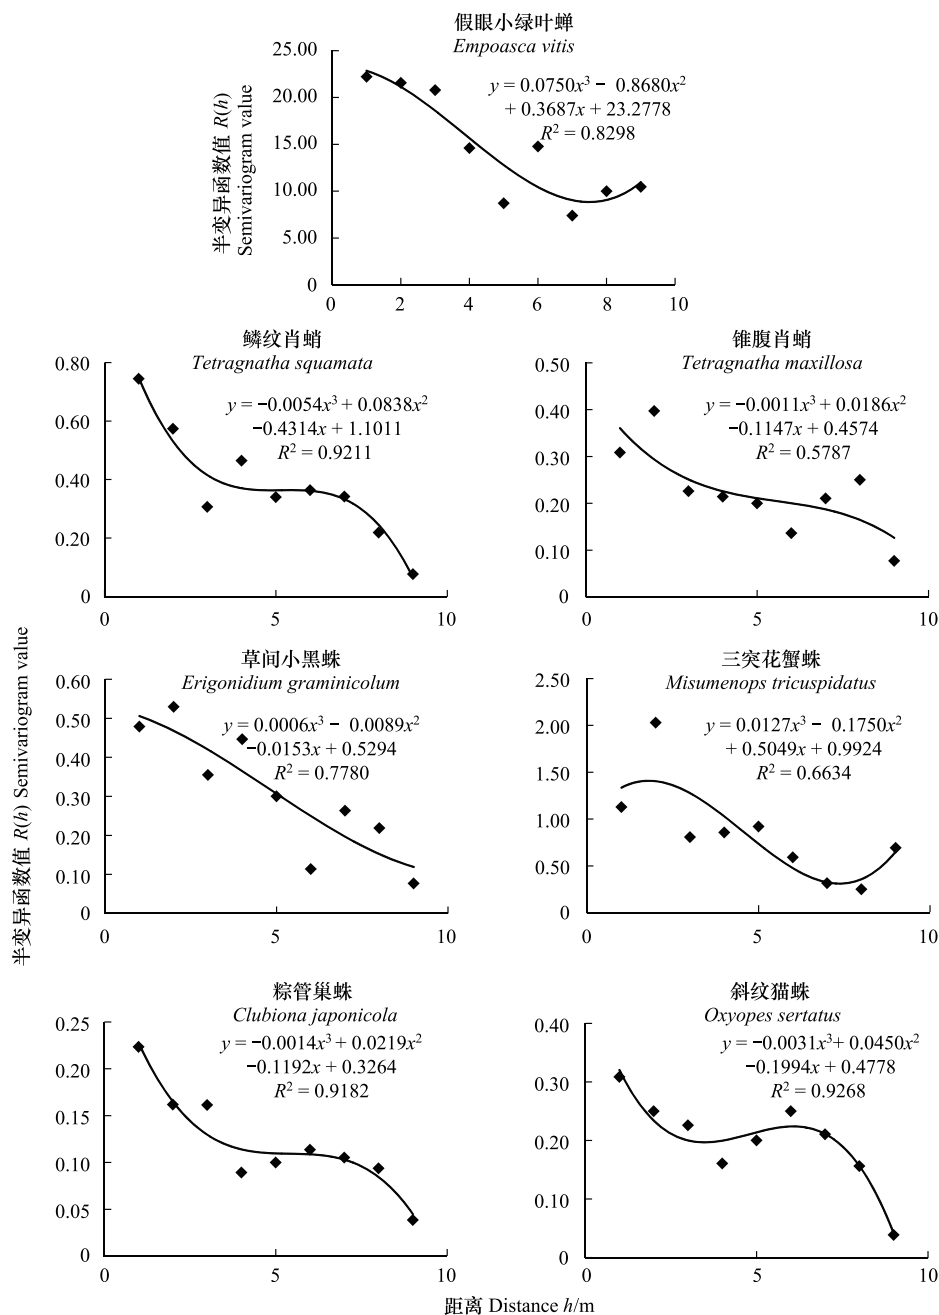 假眼小绿叶蝉
Empoasca vitis
半变异函数值 R(h)
Semivariogram value
25.00
20.00
15.00
10.00
5.00
0
y = 0.0750x³ − 0.8680x²
+ 0.3687x + 23.2778
R² = 0.8298
0 2 4 6 8 10
鳞纹肖蛸
Tetragnatha squamata
0.80
0.60
0.40
0.20
0
y = −0.0054x³ + 0.0838x²
−0.4314x + 1.1011
R² = 0.9211
0 5 10
锥腹肖蛸
Tetragnatha maxillosa
0.50
0.40
0.30
0.20
0.10
0
y = −0.0011x³ + 0.0186x²
−0.1147x + 0.4574
R² = 0.5787
0 5 10
半变异函数值 R(h) Semivariogram value
草间小黑蛛
Erigonidium graminicolum
0.60
0.50
0.40
0.30
0.20
0.10
0
y = 0.0006x³ − 0.0089x²
−0.0153x + 0.5294
R² = 0.7780
0 5 10
三突花蟹蛛
Misumenops tricuspidatus
2.50
2.00
1.50
1.00
0.50
0
y = 0.0127x³ − 0.1750x²
+ 0.5049x + 0.9924
R² = 0.6634
0 5 10
粽管巢蛛
Clubiona japonicola
0.25
0.20
0.15
0.10
0.05
0
y = −0.0014x³ + 0.0219x²
−0.1192x + 0.3264
R² = 0.9182
0 5 10
斜纹猫蛛
Oxyopes sertatus
0.40
0.30
0.20
0.10
0
y = −0.0031x³+ 0.0450x²
−0.1994x + 0.4778
R² = 0.9268
0 5 10
距离 Distance h/m